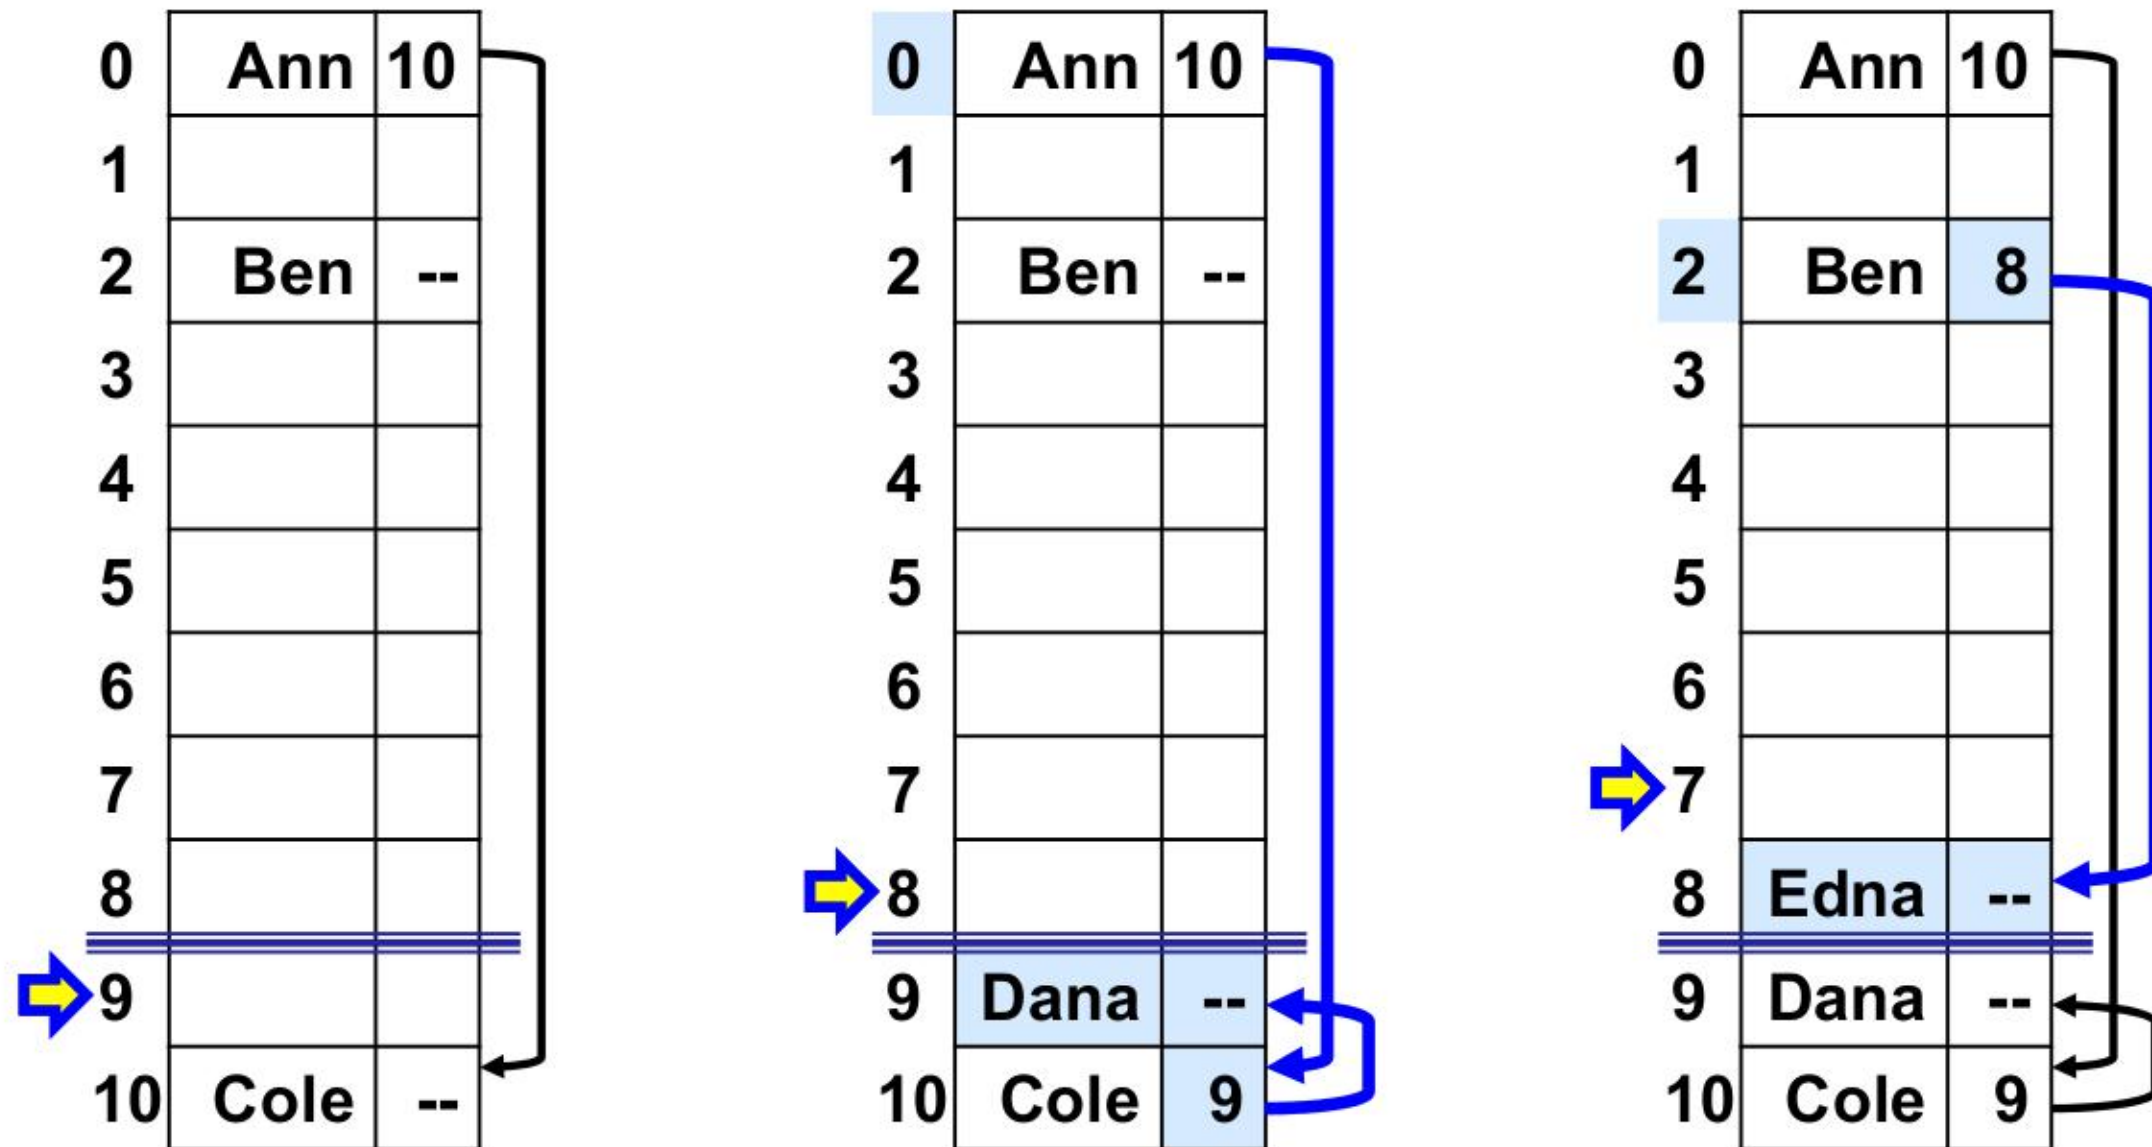 0 Ann 10 0 Ann 10 0 Ann 10
1 1 1
2 Ben -- 2 Ben -- 2 Ben 8
3 3 3
4 4 4
5 5 5
6 6 6
7 7 7
8 8 8 Edna --
9 9 Dana -- 9 Dana --
10 Cole -- 10 Cole 9 10 Cole 9